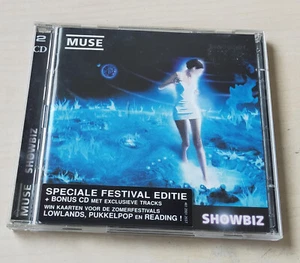 2
CD
MUSE
MUSE SHOWBIZ
SPECIALE FESTIVAL EDITIE
+ BONUS CD MET EXCLUSIEVE TRACKS
WIN KAARTEN VOOR DE ZOMERFESTIVALS
LOWLANDS, PUKKELPOP EN READING !
SHOWBIZ